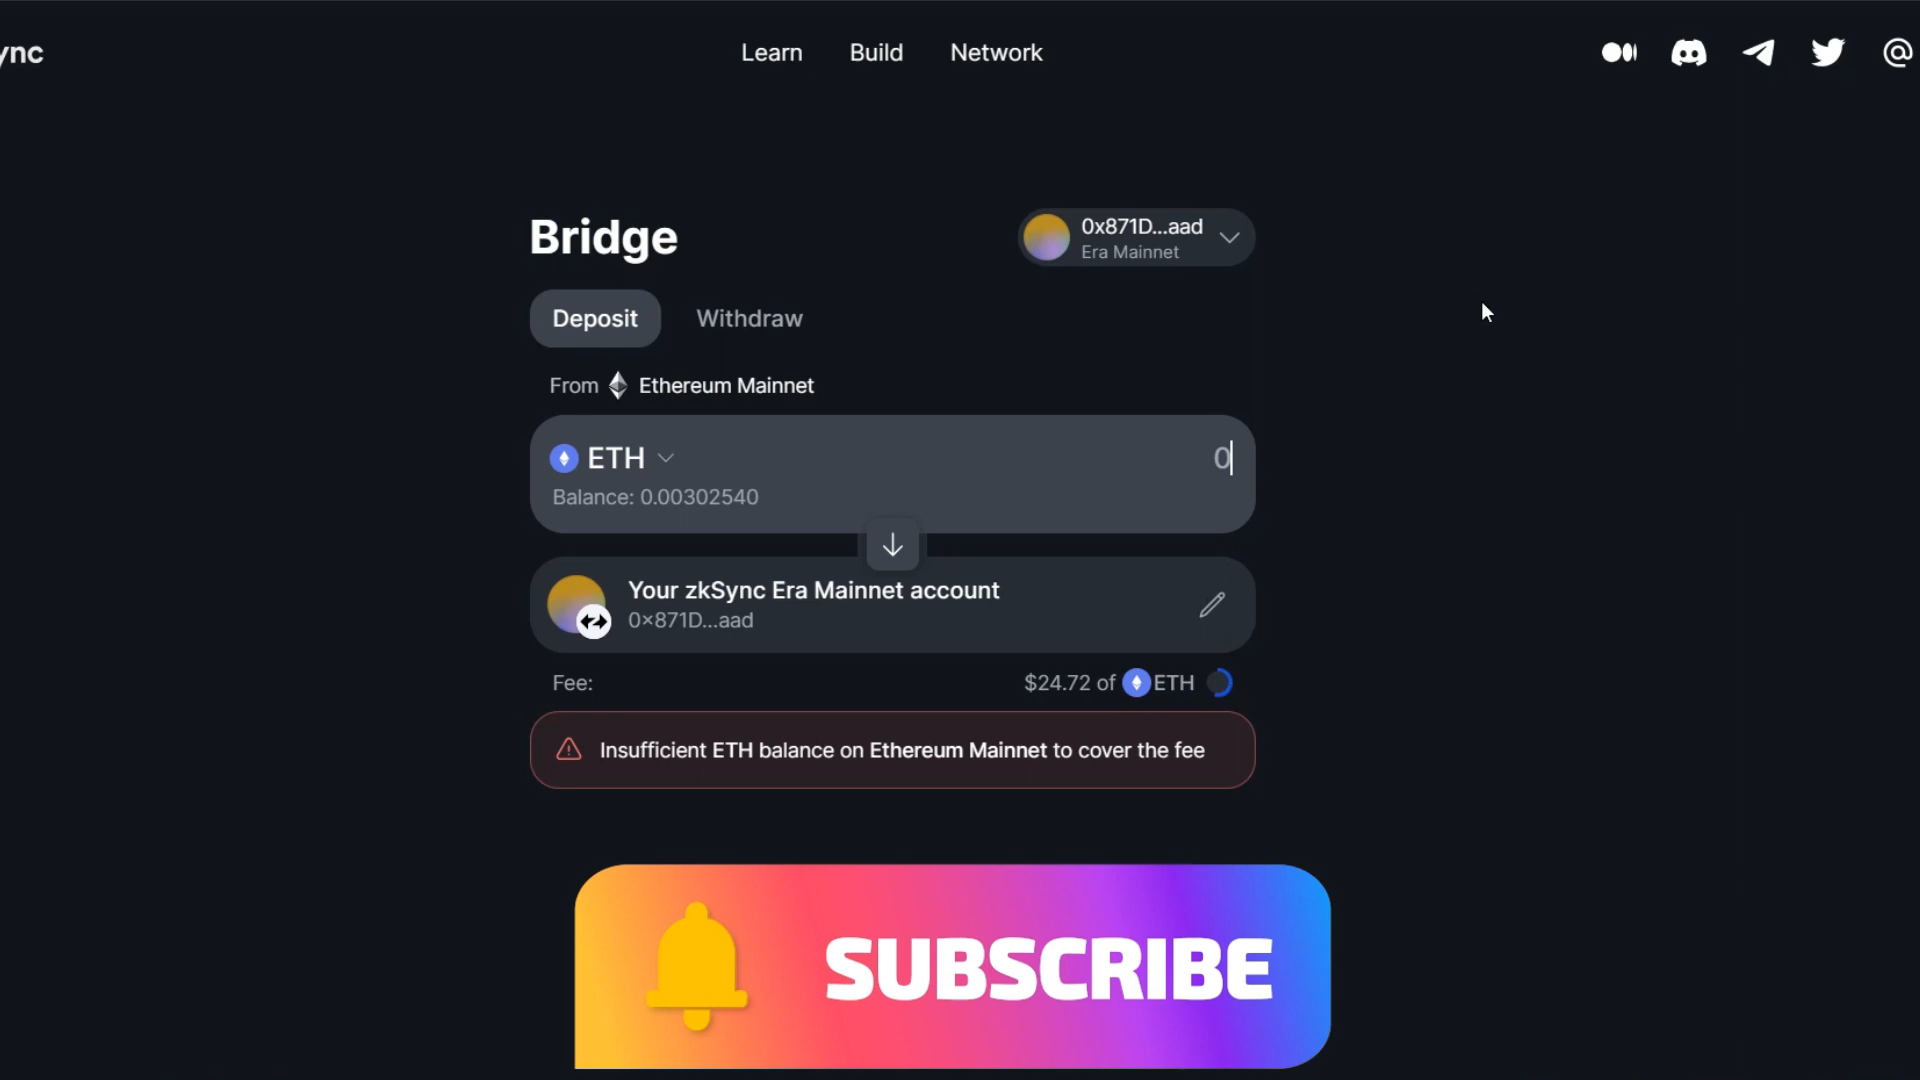 ync
Learn
Build
Network
Bridge
0x871D...aad
Era Mainnet
Deposit
Withdraw
From Ethereum Mainnet
ETH
0
Balance: 0.00302540
Your zkSync Era Mainnet account
0×871D...aad
Fee:
$24.72 of ETH
Insufficient ETH balance on Ethereum Mainnet to cover the fee
SUBSCRIBE